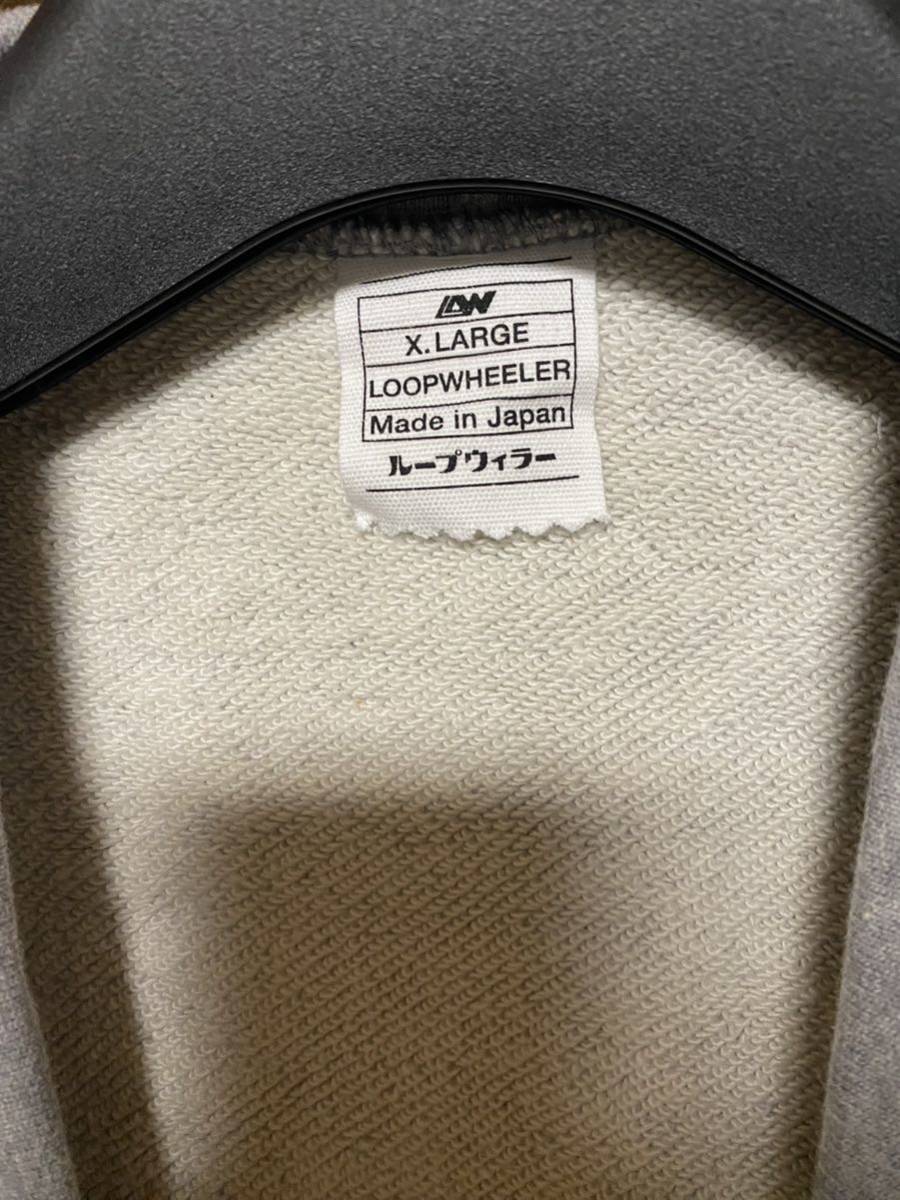 LW
X.LARGE
LOOPWHEELER
Made in Japan
ループウィラー